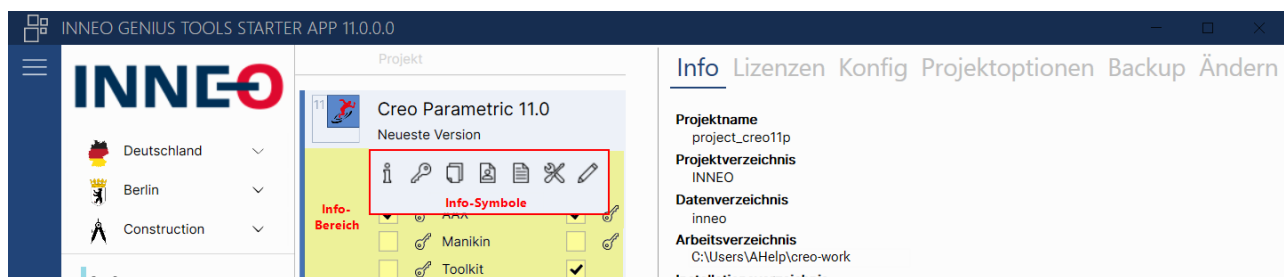 INNEO GENIUS TOOLS STARTER APP 11.0.0.0
INNEO
Deutschland
Berlin
Construction
Projekt
11
Creo Parametric 11.0
Neueste Version
Info-Symbole
Info-
Bereich
AAX
Manikin
Toolkit
Info Lizenzen Konfig Projektoptionen Backup Ändern
Projektname
project_creo11p
Projektverzeichnis
INNEO
Datenverzeichnis
inneo
Arbeitsverzeichnis
C:\Users\AHelp\creo-work